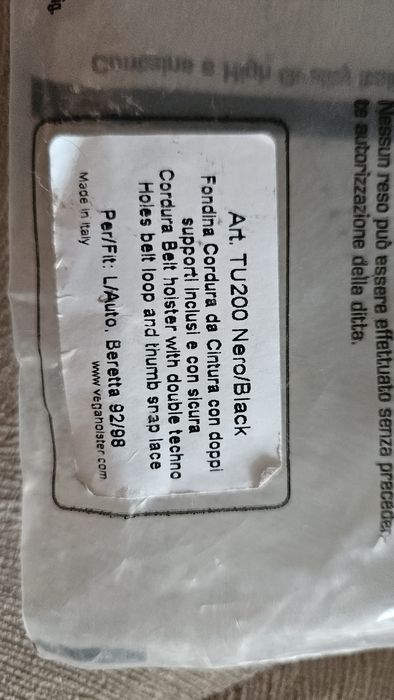 Nessun reso può essere effettuato senza preceden-
te autorizzazione della ditta.
Art. TU200 Nero/Black
Fondina Cordura da Cintura con doppi
supporti inclusi e con sicura
Cordura Belt holster with double techno
Holes belt loop and thumb snap lace
Per/Fit: L/Auto, Beretta 92/98
www.vegaholster.com
Made in Italy